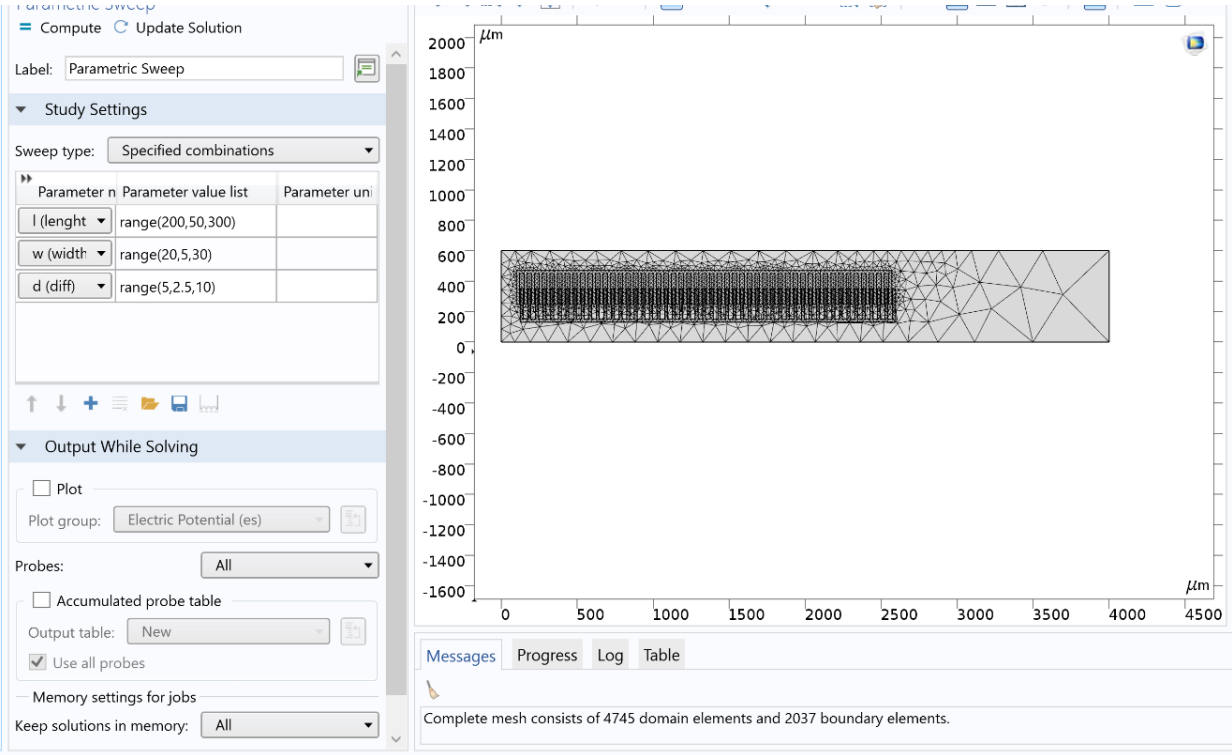 Parametric Sweep
= Compute Update Solution
Label: Parametric Sweep
Study Settings
Sweep type: Specified combinations
Parameter n Parameter value list Parameter uni
l (lenght range(200,50,300)
w (width range(20,5,30)
d (diff) range(5,2.5,10)
Output While Solving
Plot
Plot group: Electric Potential (es)
Probes: All
Accumulated probe table
Output table: New
Use all probes
Memory settings for jobs
Keep solutions in memory: All
μm
2000
1800
1600
1400
1200
1000
800
600
400
200
0
-200
-400
-600
-800
-1000
-1200
-1400
-1600
μm
0 500 1000 1500 2000 2500 3000 3500 4000 4500
Messages Progress Log Table
Complete mesh consists of 4745 domain elements and 2037 boundary elements.